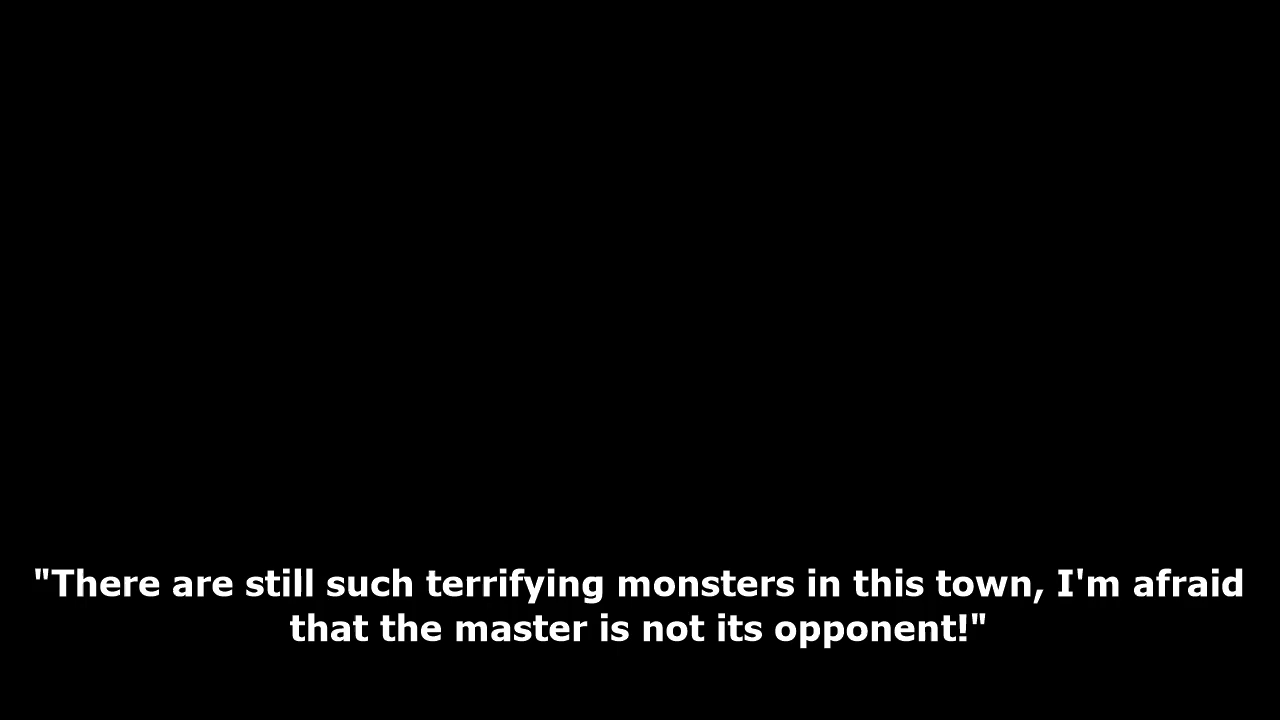 "There are still such terrifying monsters in this town, I'm afraid
that the master is not its opponent!"